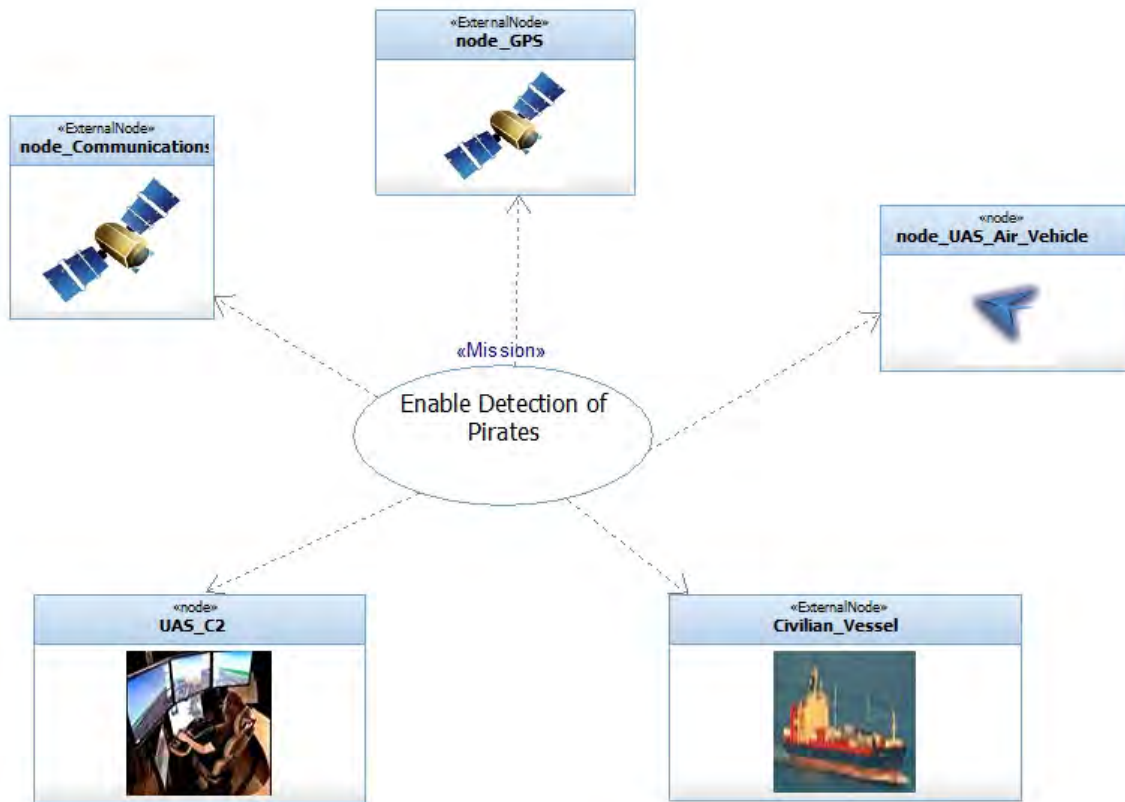 «ExternalNode»
node_GPS
«ExternalNode»
node_Communications
«node»
node_UAS_Air_Vehicle
«Mission»
Enable Detection of
Pirates
«node»
UAS_C2
«ExternalNode»
Civilian_Vessel